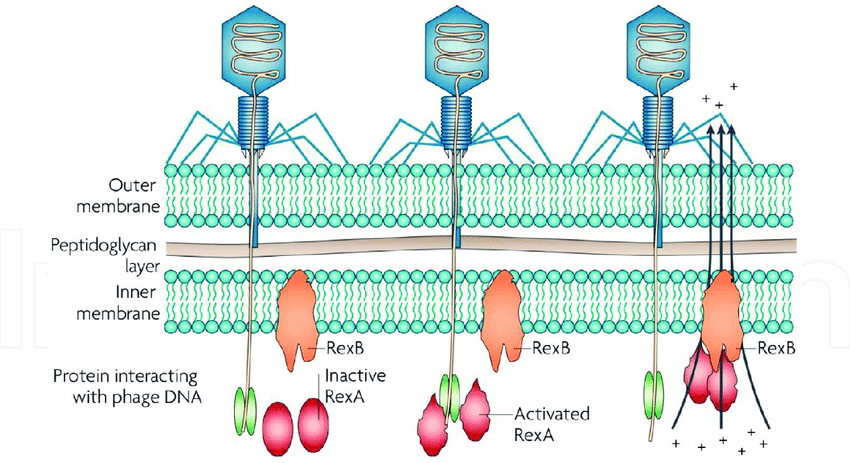 Outer
membrane
Peptidoglycan
layer
Inner
membrane
RexB
RexB
RexB
Protein interacting
with phage DNA
Inactive
RexA
Activated
RexA
+ + +
+ + + + + +